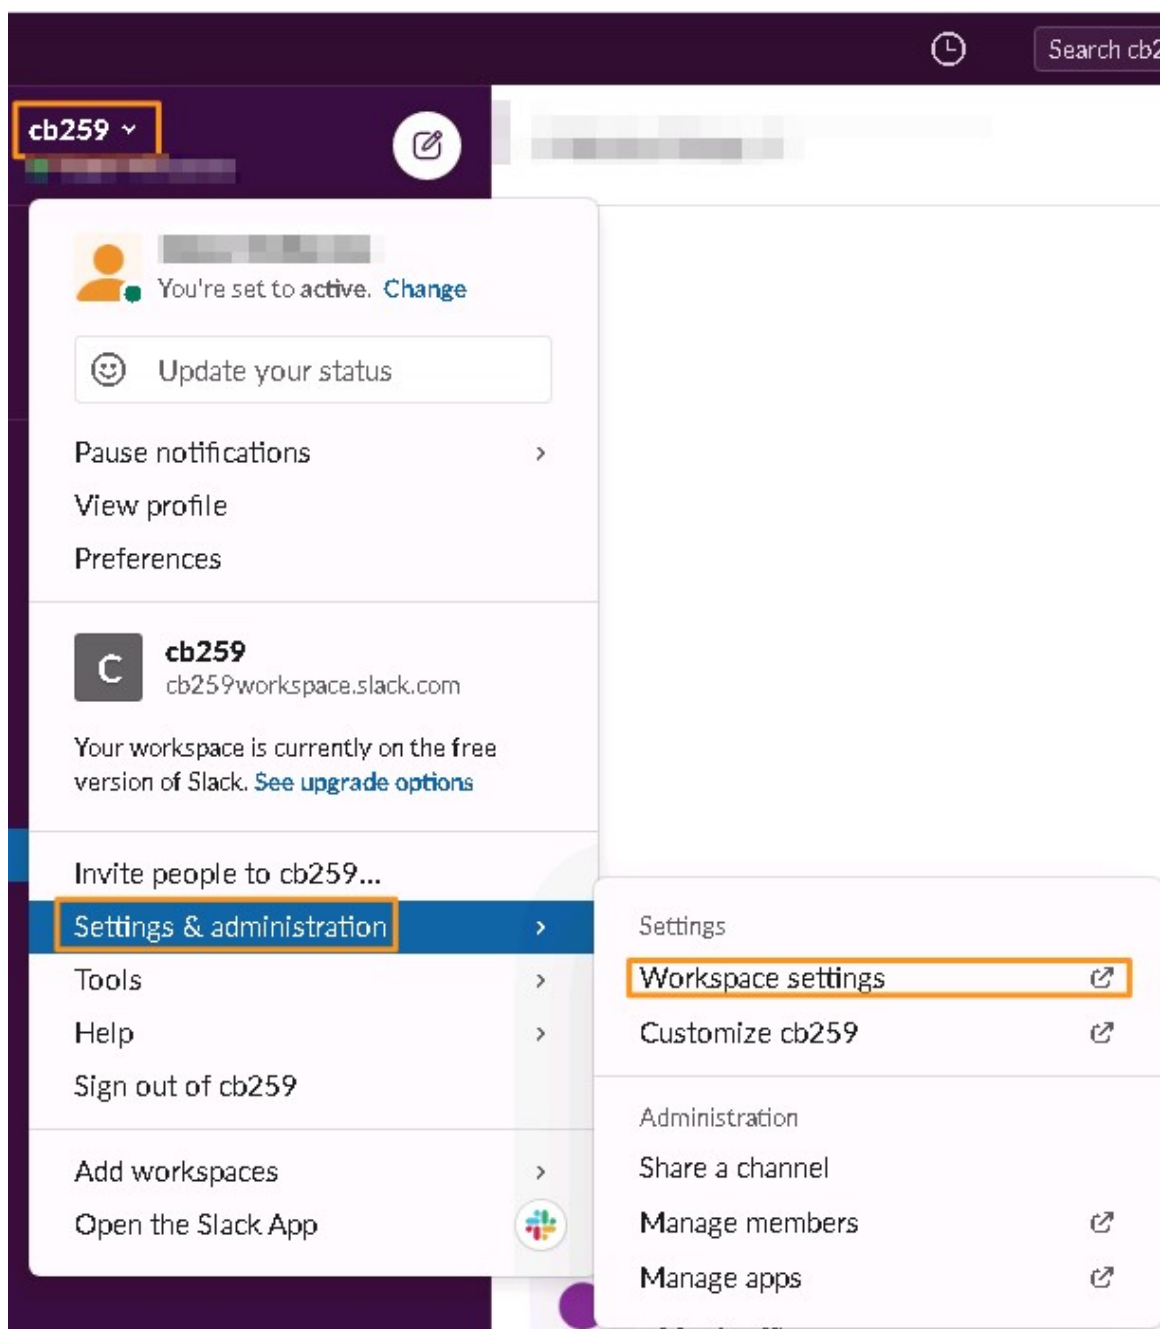 Search cb2
cb259
You're set to active. Change
Update your status
Pause notifications
View profile
Preferences
C
cb259
cb259workspace.slack.com
Your workspace is currently on the free
version of Slack. See upgrade options
Invite people to cb259...
Settings & administration
Tools
Help
Sign out of cb259
Add workspaces
Open the Slack App
Settings
Workspace settings
Customize cb259
Administration
Share a channel
Manage members
Manage apps